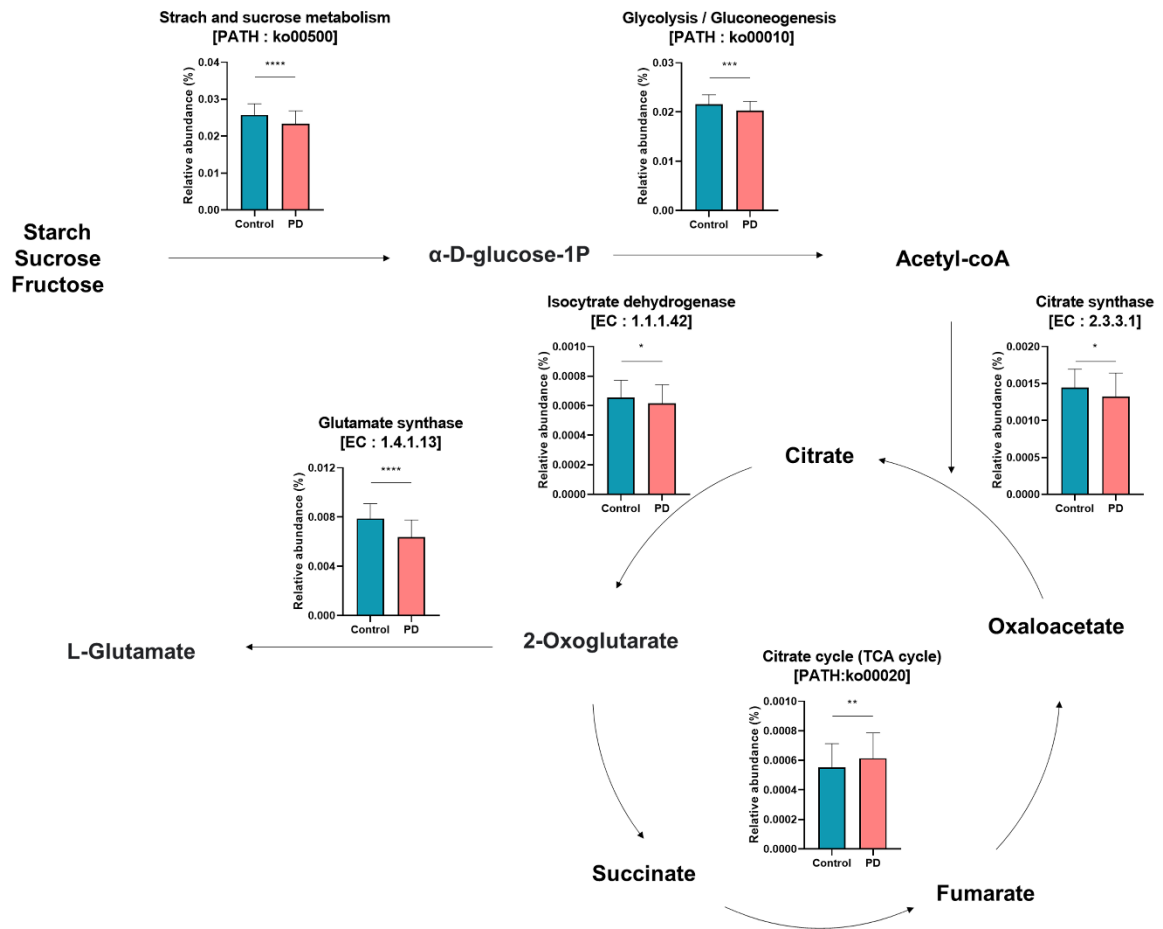 Strach and sucrose metabolism
[PATH : ko00500]
****
Relative abundance (%)
0.04
0.03
0.02
0.01
0.00
Control PD
Glycolysis / Gluconeogenesis
[PATH : ko00010]
***
Relative abundance (%)
0.03
0.02
0.01
0.00
Control PD
Starch
Sucrose
Fructose
α-D-glucose-1P
Acetyl-coA
Isocytrate dehydrogenase
[EC : 1.1.1.42]
*
Relative abundance (%)
0.0010
0.0008
0.0006
0.0004
0.0002
0.0000
Control PD
Citrate synthase
[EC : 2.3.3.1]
*
Relative abundance (%)
0.0020
0.0015
0.0010
0.0005
0.0000
Control PD
Glutamate synthase
[EC : 1.4.1.13]
****
Relative abundance (%)
0.012
0.008
0.004
0.000
Control PD
Citrate
L-Glutamate
2-Oxoglutarate
Oxaloacetate
Citrate cycle (TCA cycle)
[PATH:ko00020]
**
Relative abundance (%)
0.0010
0.0008
0.0006
0.0004
0.0002
0.0000
Control PD
Succinate
Fumarate